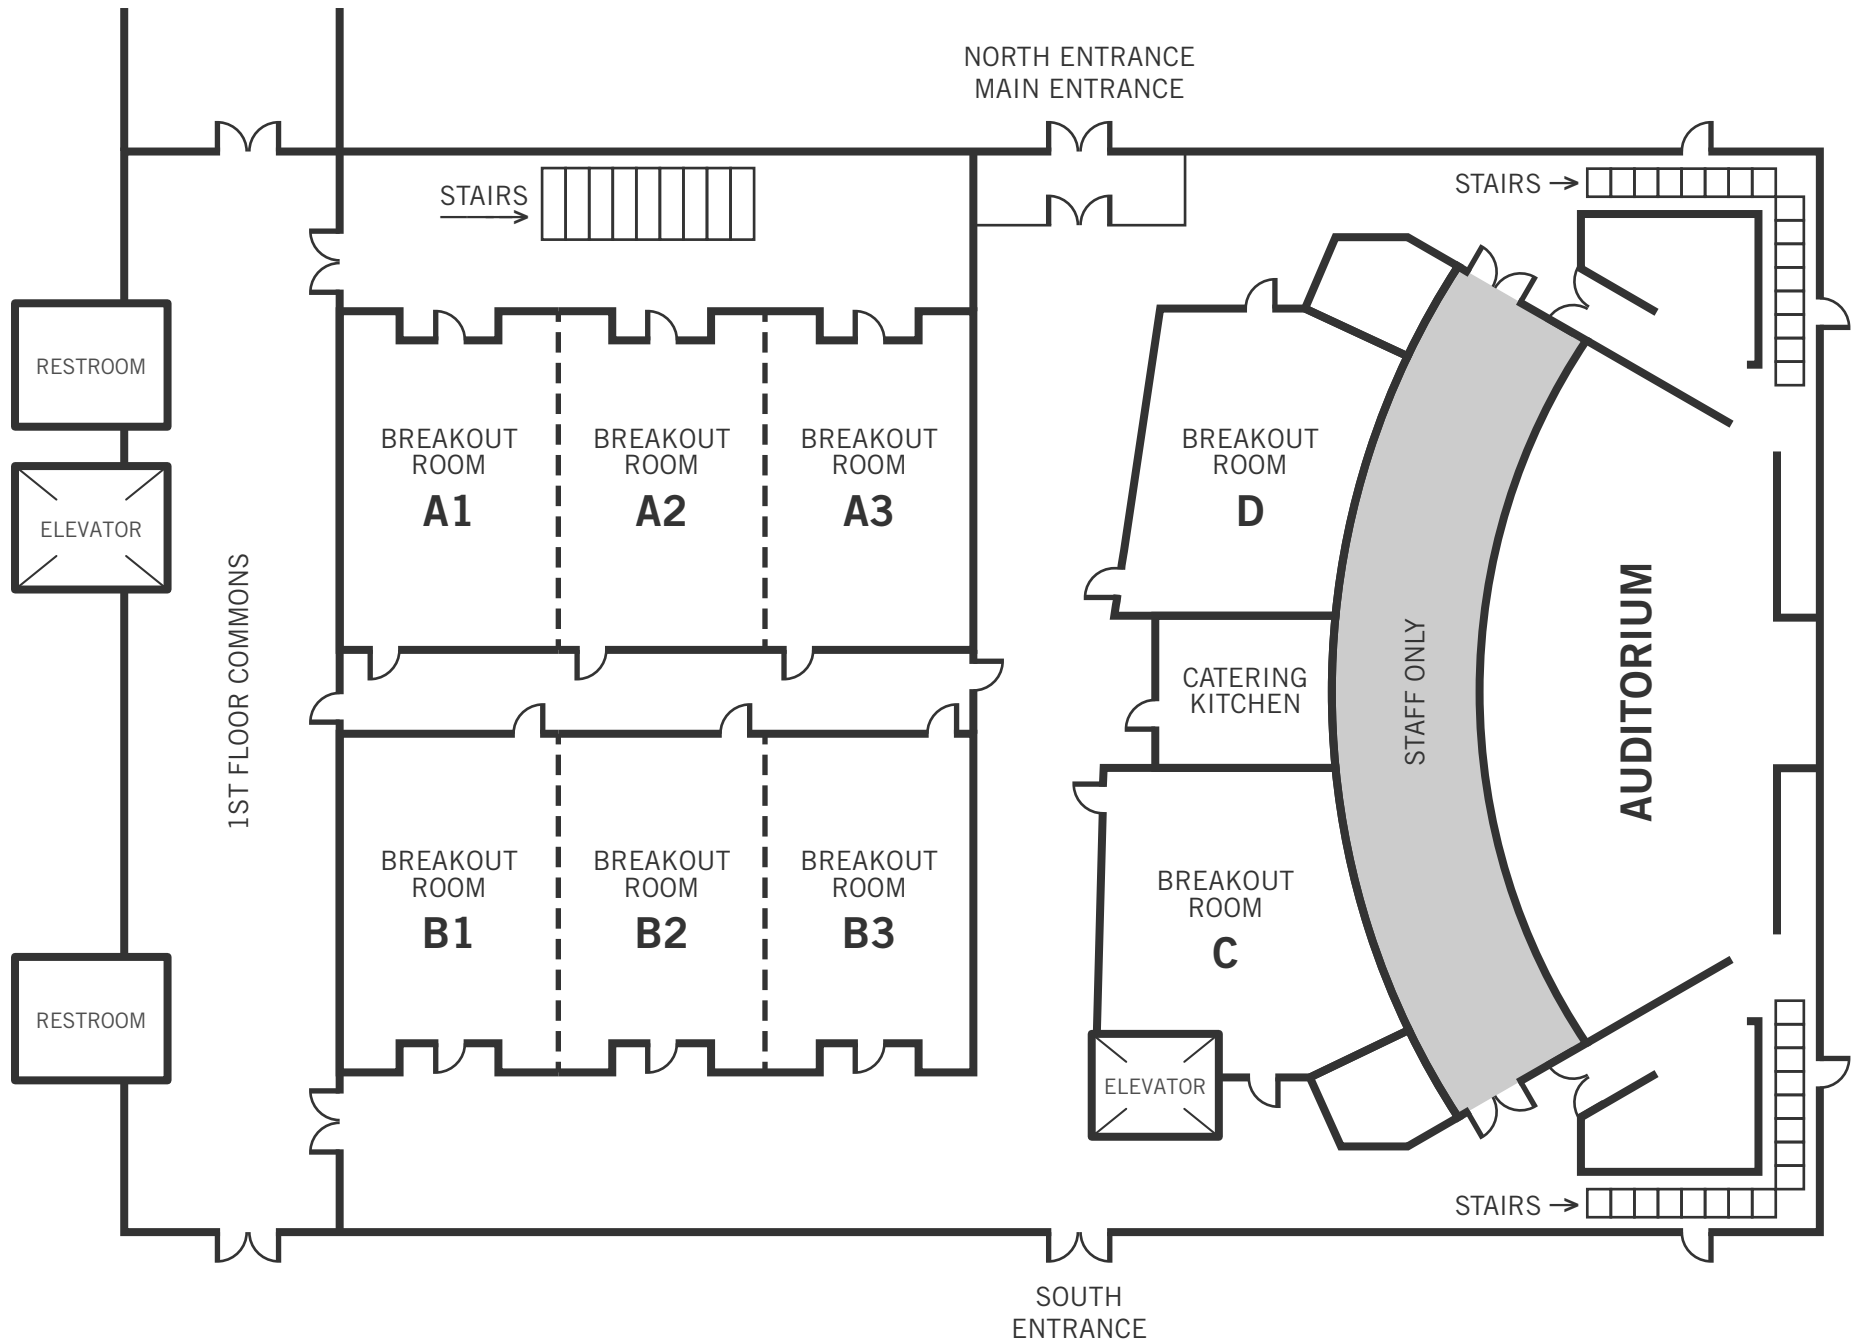 NORTH ENTRANCE
MAIN ENTRANCE
STAIRS
STAIRS
RESTROOM
ELEVATOR
1ST FLOOR COMMONS
RESTROOM
BREAKOUT
ROOM
A1
BREAKOUT
ROOM
A2
BREAKOUT
ROOM
A3
BREAKOUT
ROOM
D
CATERING
KITCHEN
STAFF ONLY
AUDITORIUM
BREAKOUT
ROOM
B1
BREAKOUT
ROOM
B2
BREAKOUT
ROOM
B3
BREAKOUT
ROOM
C
ELEVATOR
STAIRS
SOUTH
ENTRANCE